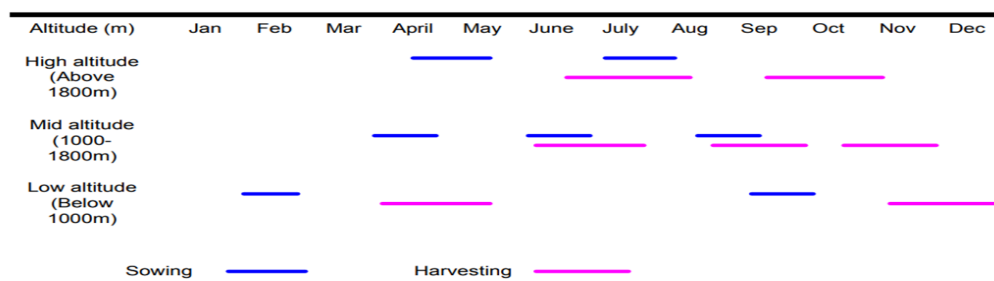 Altitude (m) Jan Feb Mar April May June July Aug Sep Oct Nov Dec
High altitude
(Above
1800m)
Mid altitude
(1000-
1800m)
Low altitude
(Below
1000m)
Sowing Harvesting